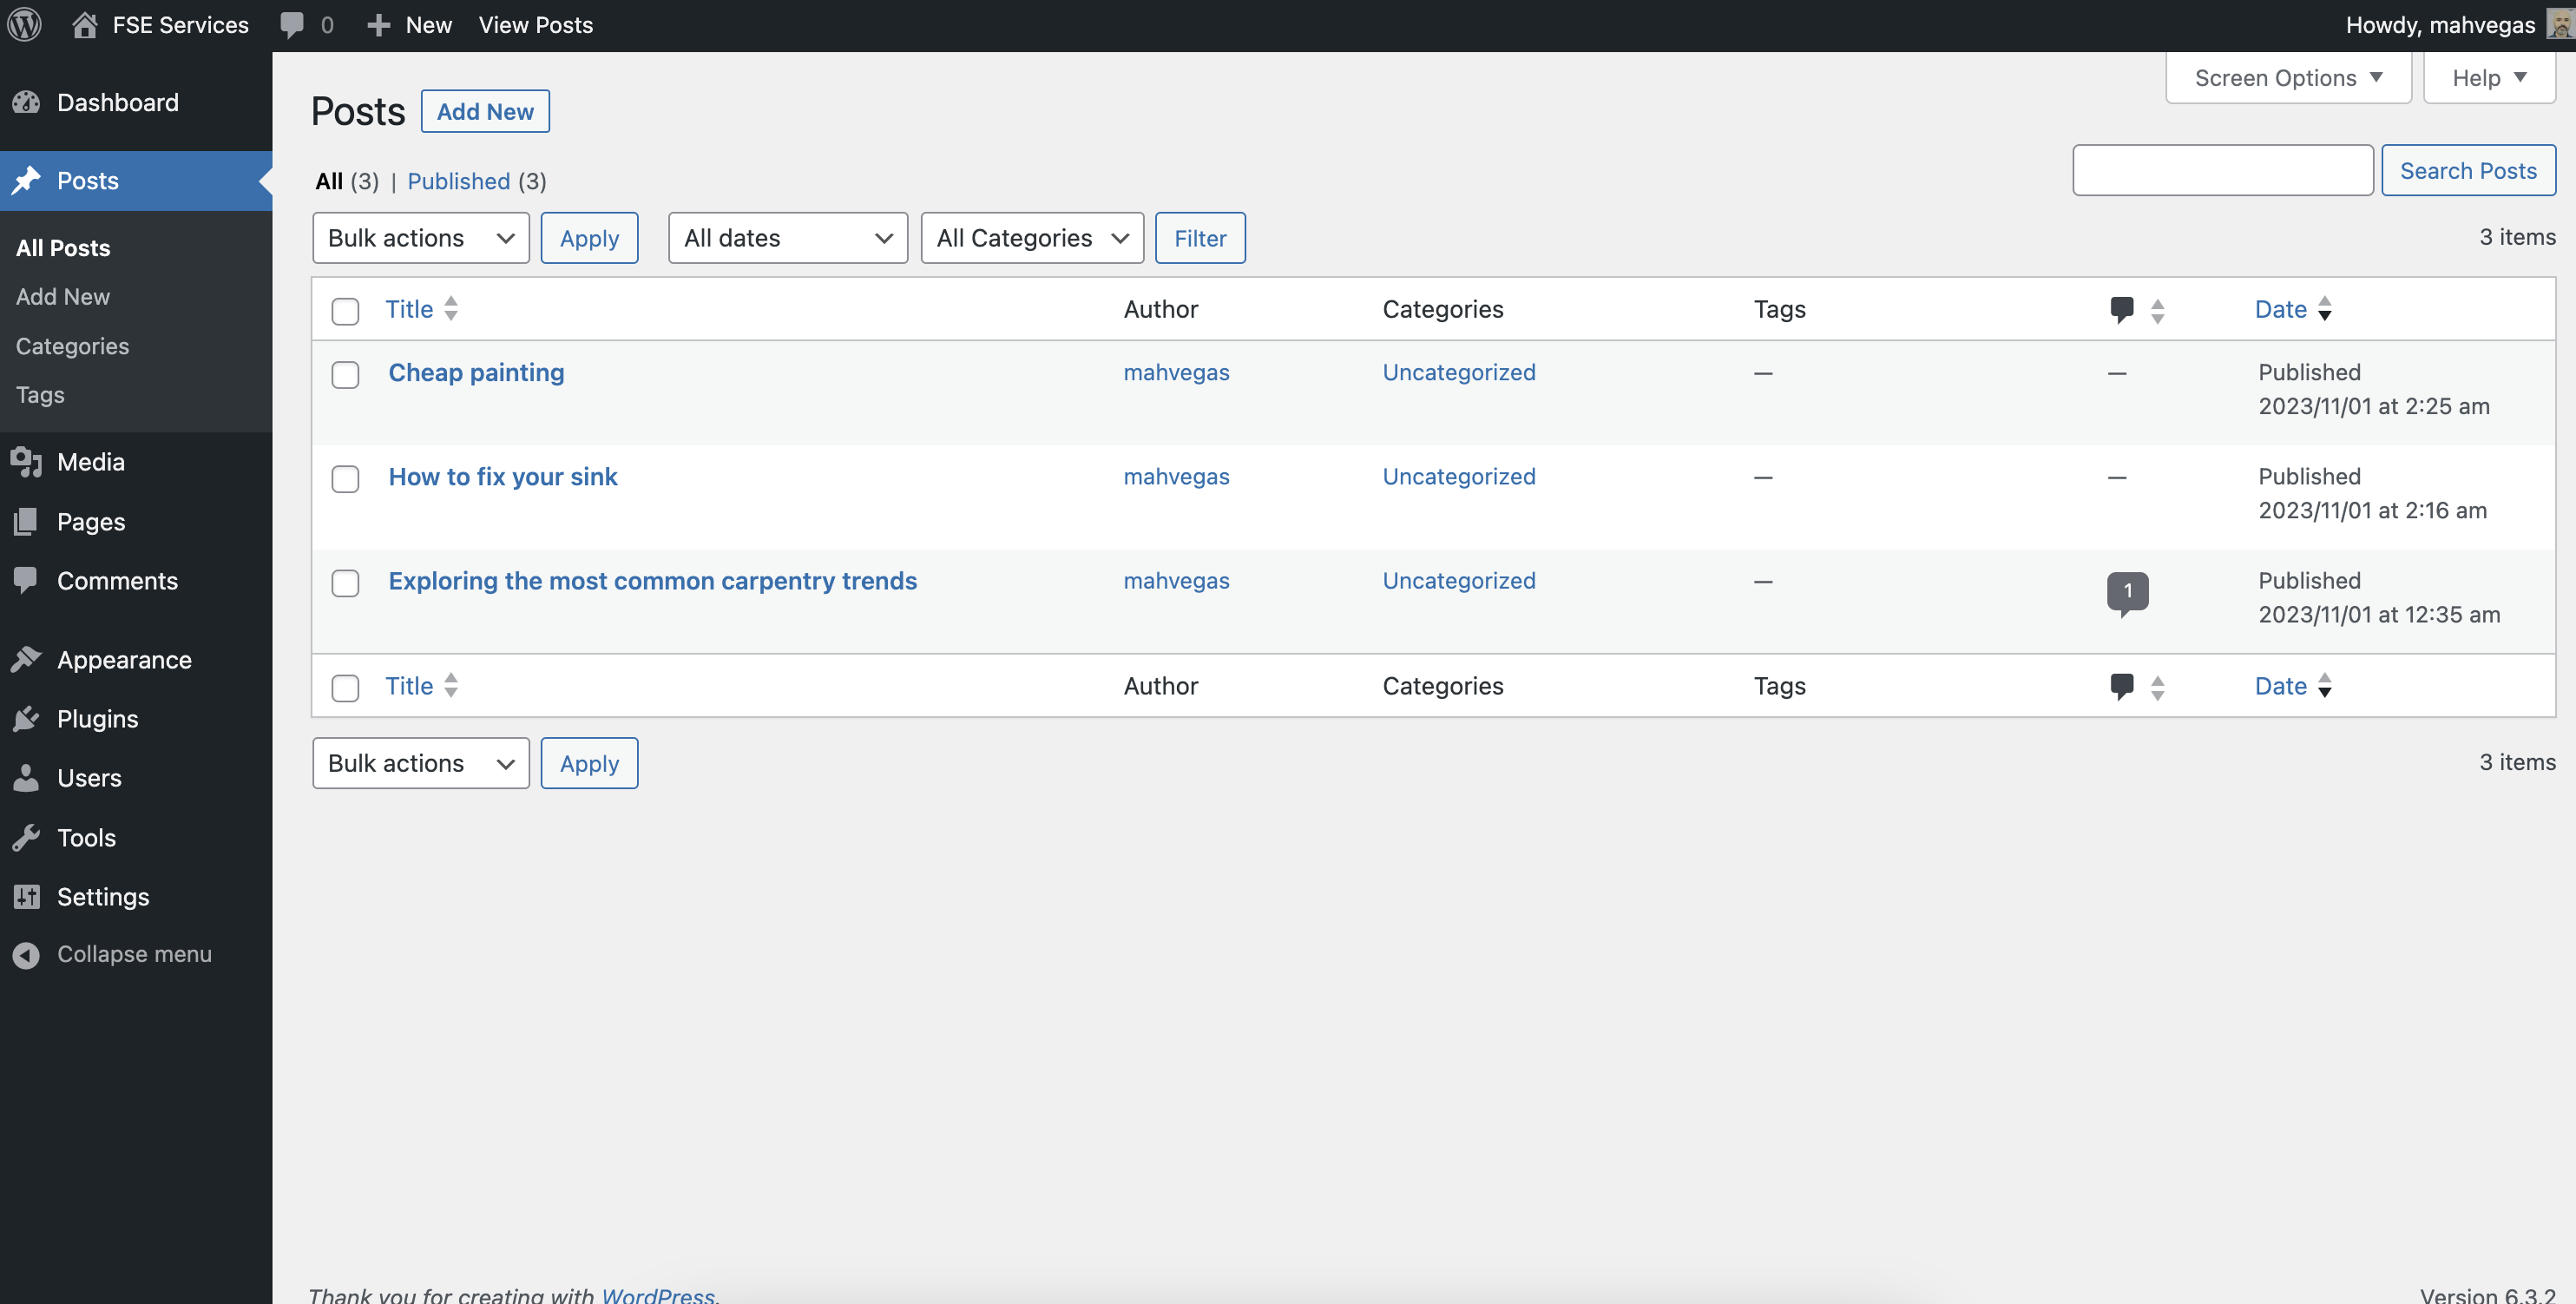 FSE Services 0 New View Posts Howdy, mahvegas
Dashboard
Posts
All Posts
Add New
Categories
Tags
Media
Pages
Comments
Appearance
Plugins
Users
Tools
Settings
Collapse menu
Screen Options Help
Posts Add New
All (3) | Published (3)
Search Posts
Bulk actions Apply All dates All Categories Filter 3 items
Title Author Categories Tags Date
Cheap painting mahvegas Uncategorized — — Published
2023/11/01 at 2:25 am
How to fix your sink mahvegas Uncategorized — — Published
2023/11/01 at 2:16 am
Exploring the most common carpentry trends mahvegas Uncategorized — 1 Published
2023/11/01 at 12:35 am
Title Author Categories Tags Date
Bulk actions Apply 3 items
Thank you for creating with WordPress. Version 6.3.2